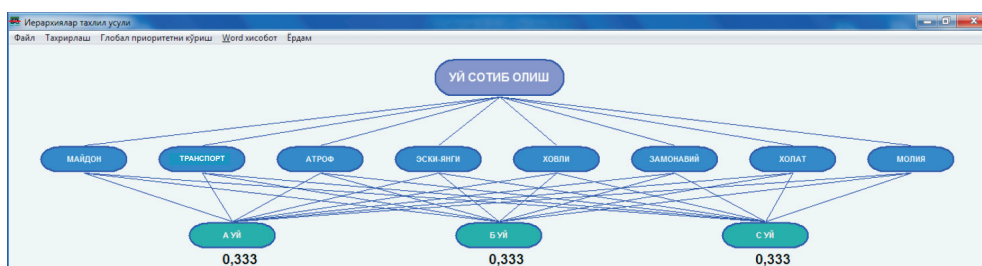 Иерархиялар тахлил усули
Файл Тахрирлаш Глобал приоритетни кўриш Word хисобот Ёрдам
УЙ СОТИБ ОЛИШ
МАЙДОН ТРАНСПОРТ АТРОФ ЭСКИ-ЯНГИ ХОВЛИ ЗАМОНАВИЙ ХОЛАТ МОЛИЯ
А УЙ Б УЙ С УЙ
0,333 0,333 0,333